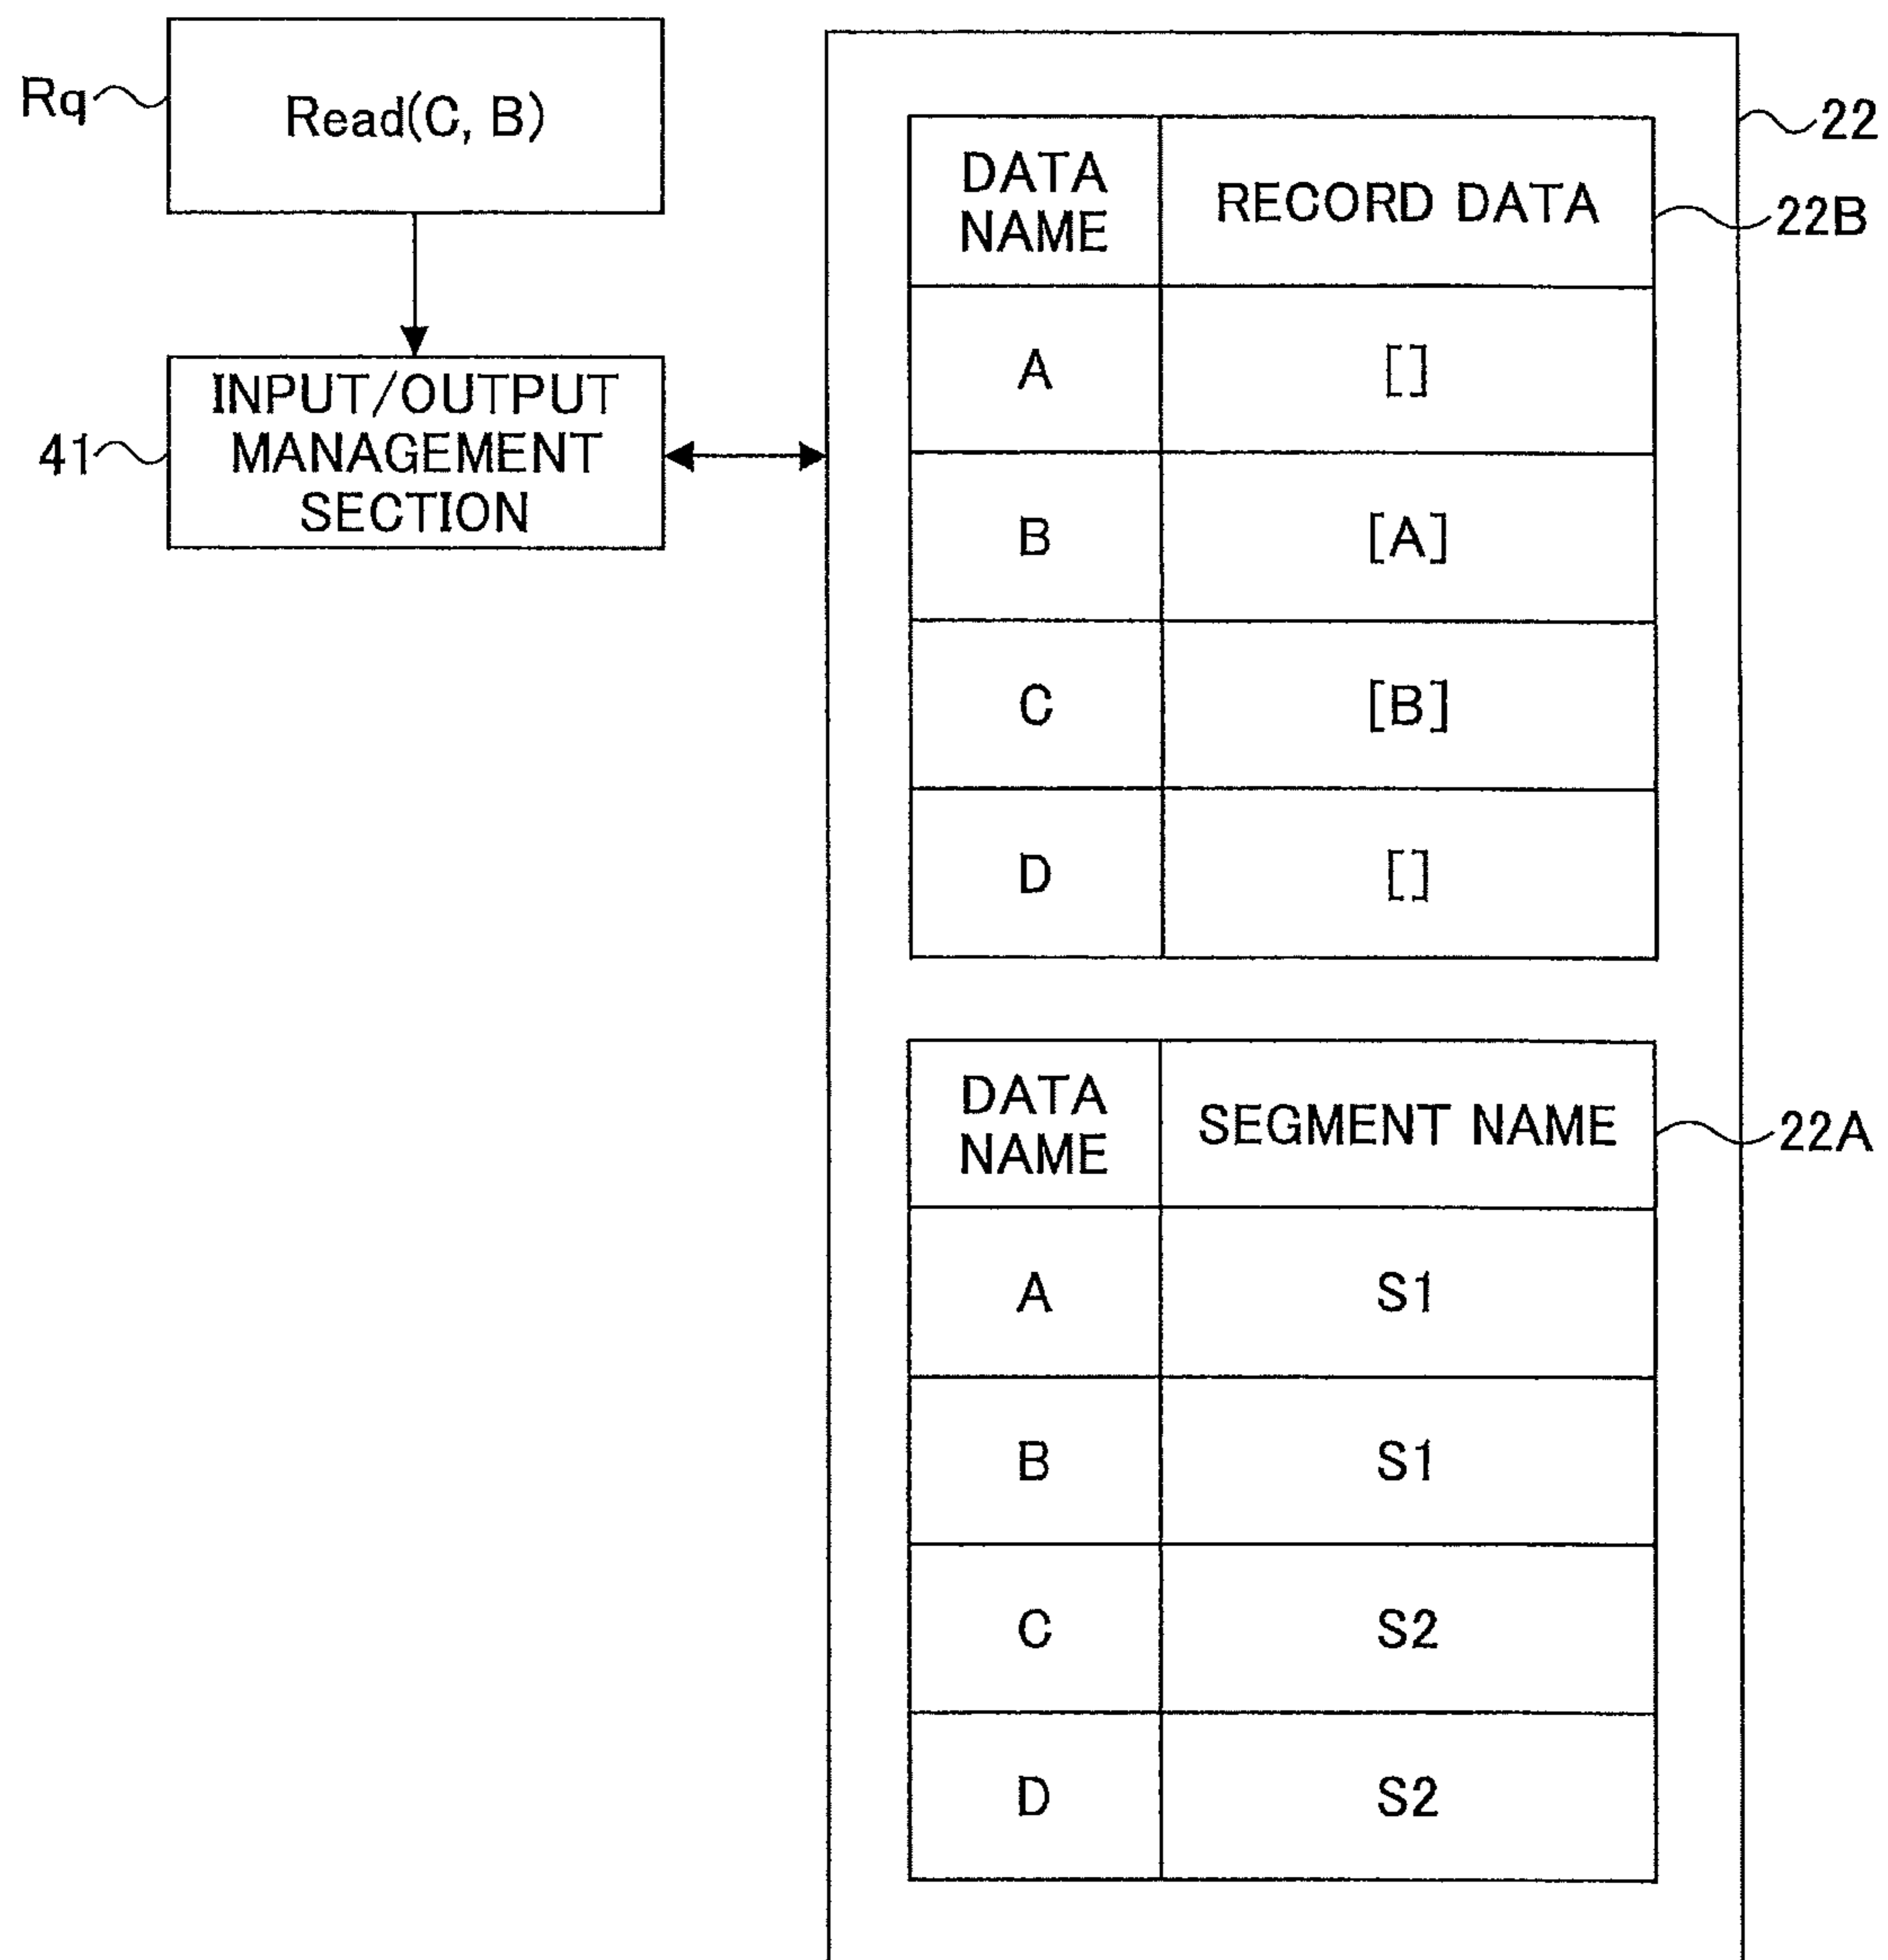 Rq
Read(C, B)
41
INPUT/OUTPUT
MANAGEMENT
SECTION
22
22B
DATA
NAME
RECORD DATA
A
[]
B
[A]
C
[B]
D
[]
22A
DATA
NAME
SEGMENT NAME
A
S1
B
S1
C
S2
D
S2